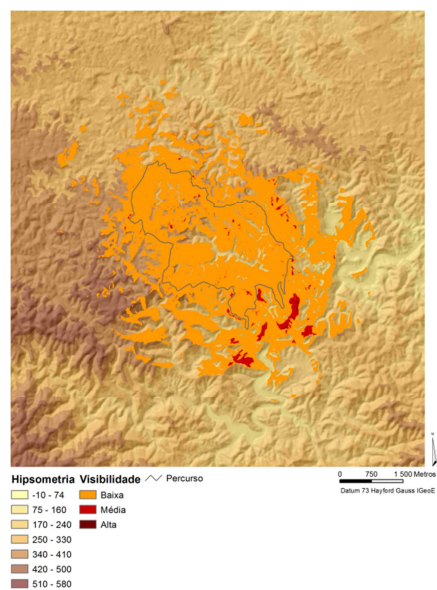 N
Hipsometria
-10 - 74
75 - 160
170 - 240
250 - 330
340 - 410
420 - 500
510 - 580
Visibilidade
Baixa
Média
Alta
Percurso
0 750 1 500 Metros
Datum 73 Hayford Gauss IGeoE